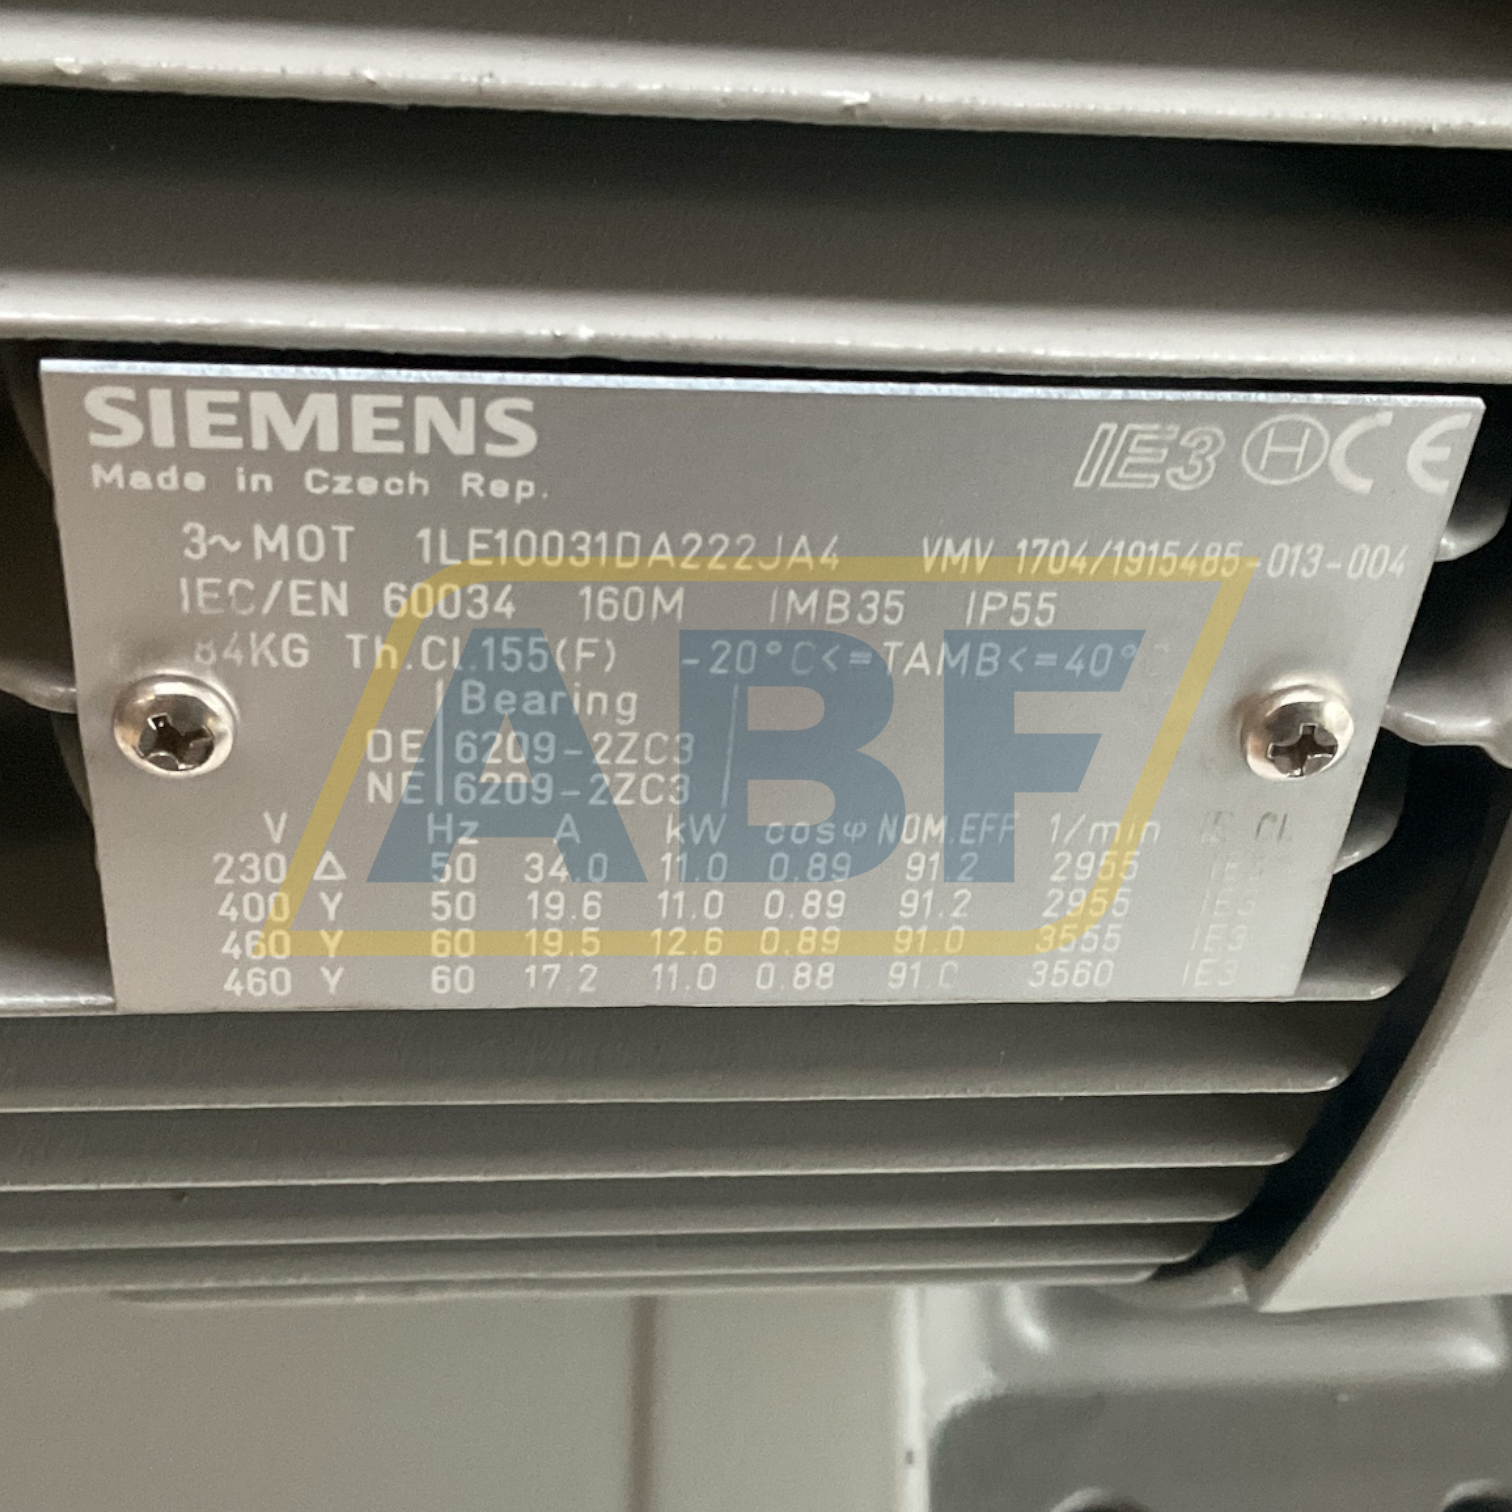 SIEMENS
IE3 H CE
Made in Czech Rep.
3~MOT 1LE10031DA222JA4 VMV 1704/1915485-013-004
IEC/EN 60034 160M IMB35 IP55
84KG Th.CL.155(F) -20°C<=TAMB<=40°C
Bearing
DE 6209-2ZC3
NE 6209-2ZC3
V Hz A kW cosφ NOM.EFF 1/min IE CL
230 Δ 50 34.0 11.0 0.89 91.2 2955
400 Y 50 19.6 11.0 0.89 91.2 2955
460 Y 60 19.5 12.6 0.89 91.0 3555 IE3
460 Y 60 17.2 11.0 0.88 91.0 3560 IE3
ABF